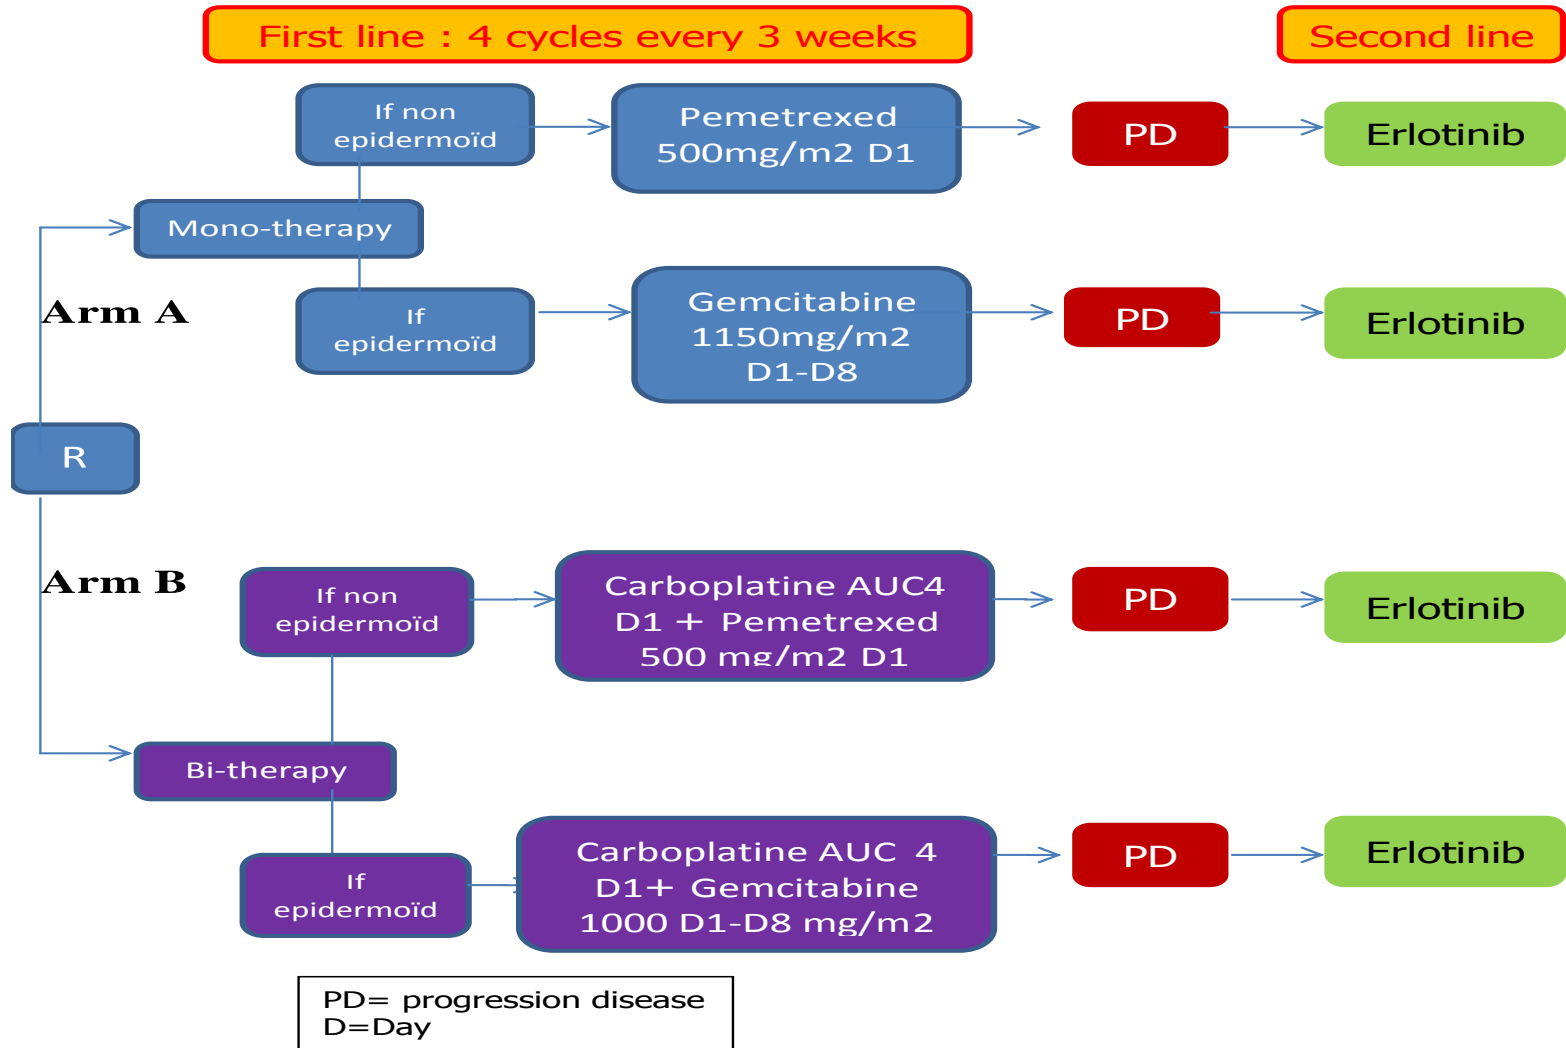 First line : 4 cycles every 3 weeks
Second line
If non
epidermoïd
Pemetrexed
500mg/m2 D1
PD
Erlotinib
Mono-therapy
Arm A
If
epidermoïd
Gemcitabine
1150mg/m2
D1-D8
PD
Erlotinib
R
Arm B
If non
epidermoïd
Carboplatine AUC4
D1 + Pemetrexed
500 mg/m2 D1
PD
Erlotinib
Bi-therapy
If
epidermoïd
Carboplatine AUC 4
D1+ Gemcitabine
1000 D1-D8 mg/m2
PD
Erlotinib
PD= progression disease
D=Day